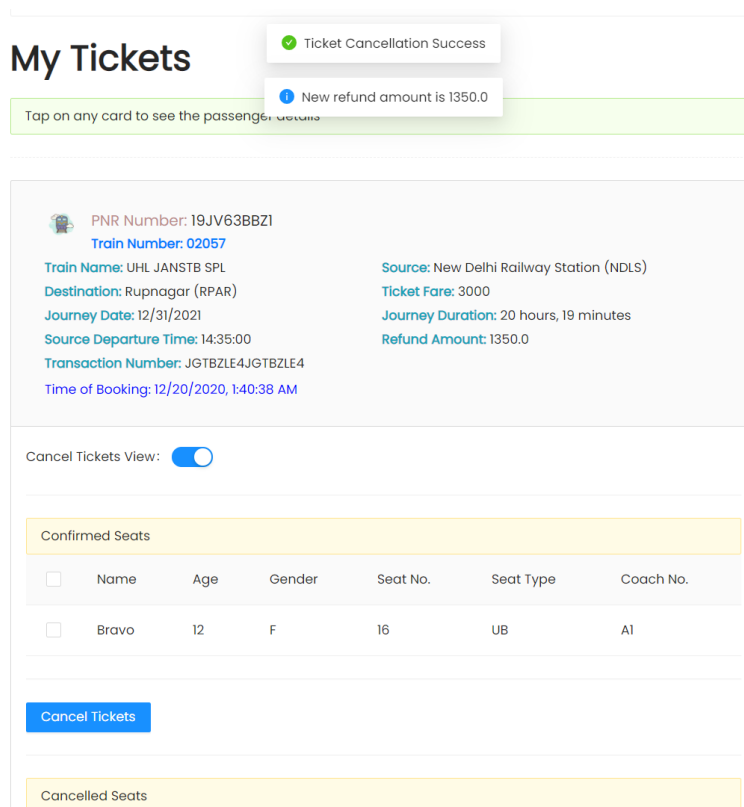 Ticket Cancellation Success
My Tickets
New refund amount is 1350.0
Tap on any card to see the passenger details
PNR Number: 19JV63BBZ1
Train Number: 02057
Train Name: UHL JANSTB SPL
Source: New Delhi Railway Station (NDLS)
Destination: Rupnagar (RPAR)
Ticket Fare: 3000
Journey Date: 12/31/2021
Journey Duration: 20 hours, 19 minutes
Source Departure Time: 14:35:00
Refund Amount: 1350.0
Transaction Number: JGTBZLE4JGTBZLE4
Time of Booking: 12/20/2020, 1:40:38 AM
Cancel Tickets View:
Confirmed Seats
Name Age Gender Seat No. Seat Type Coach No.
Bravo 12 F 16 UB A1
Cancel Tickets
Cancelled Seats